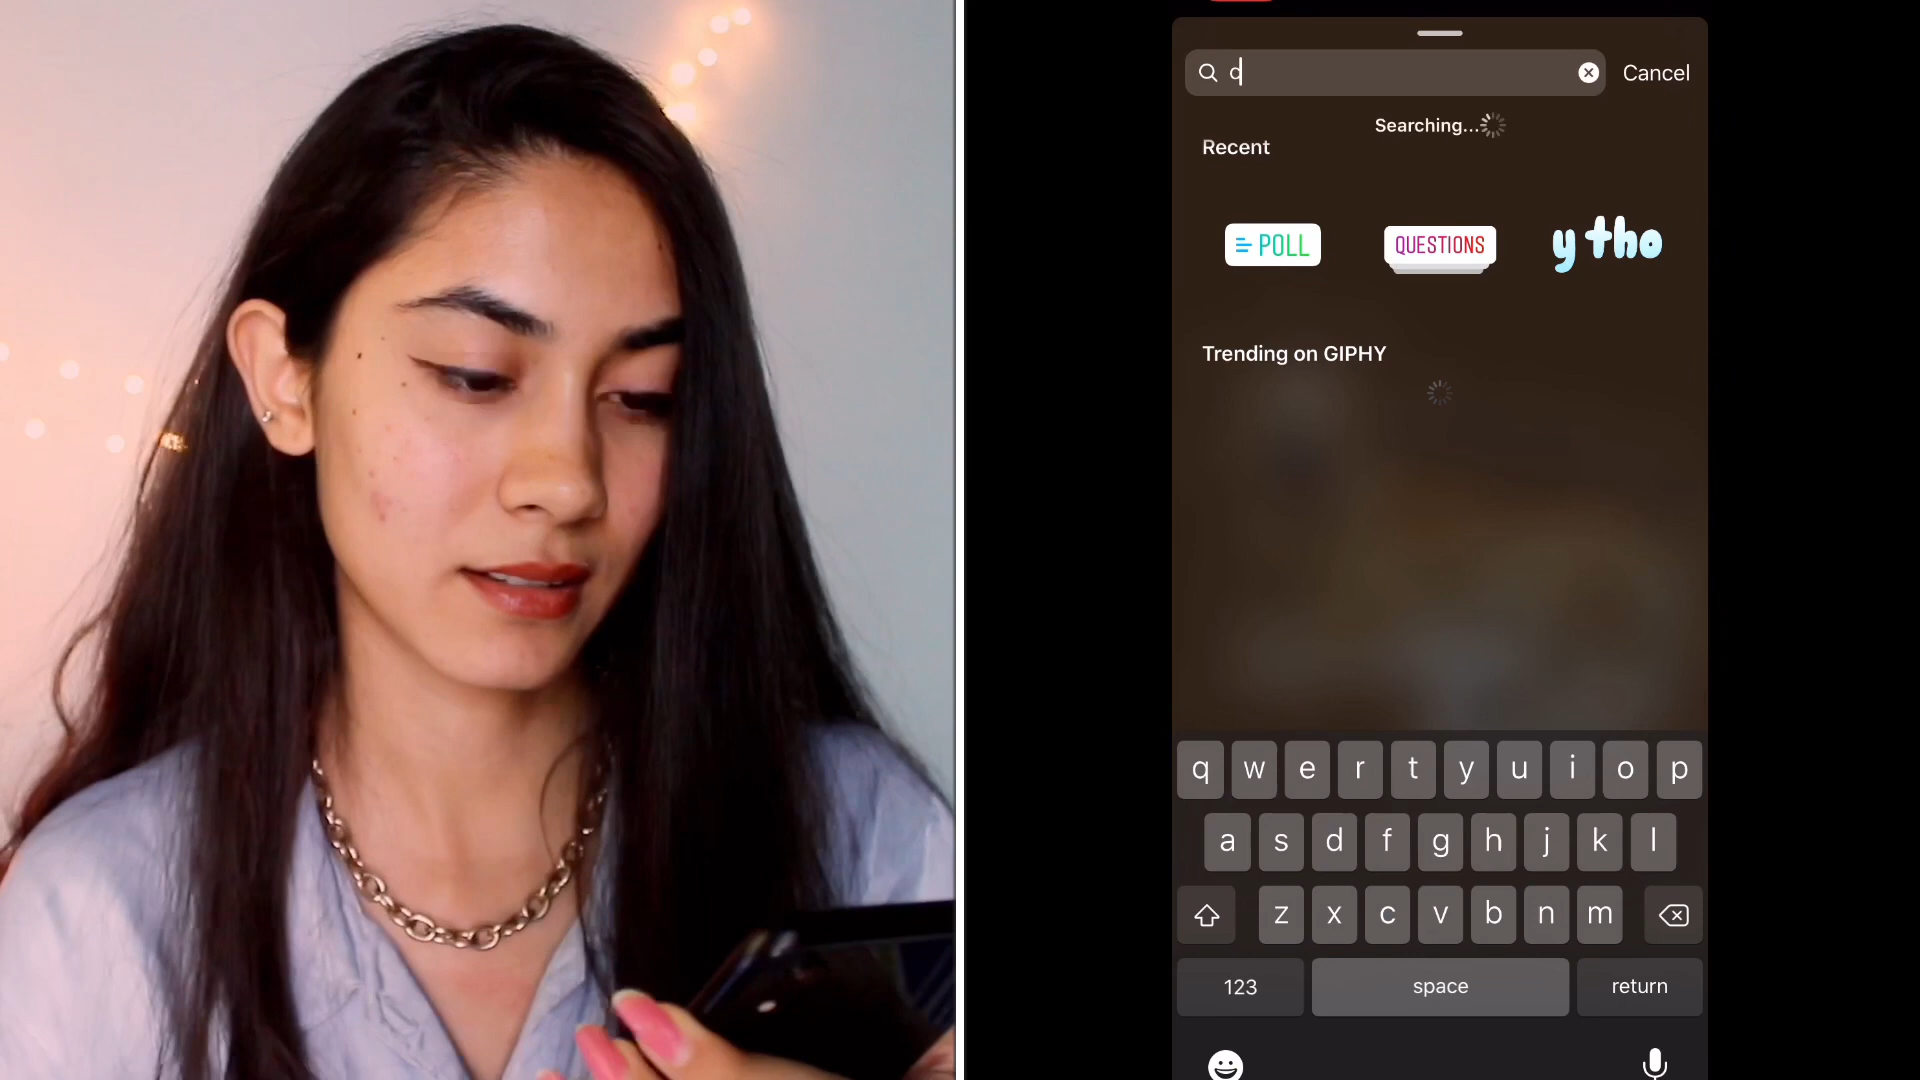 Cancel
Searching...
Recent
POLL
QUESTIONS
y tho
Trending on GIPHY
q w e r t y u i o p
a s d f g h j k l
z x c v b n m
123 space return